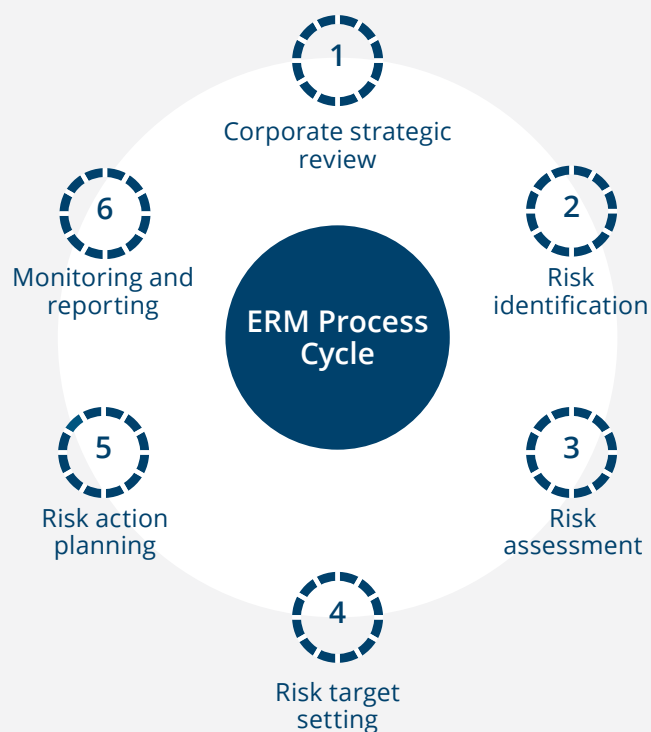 1
Corporate strategic
review
2
Risk
identification
3
Risk
assessment
4
Risk target
setting
5
Risk action
planning
6
Monitoring and
reporting
ERM Process
Cycle